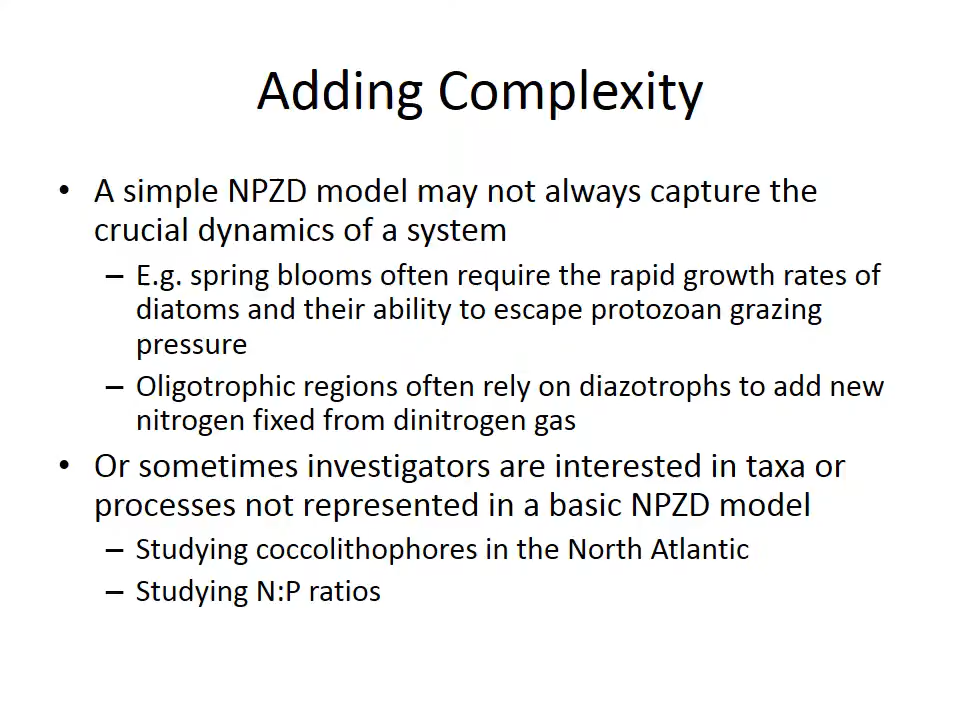 Adding Complexity
• A simple NPZD model may not always capture the
crucial dynamics of a system
– E.g. spring blooms often require the rapid growth rates of
diatoms and their ability to escape protozoan grazing
pressure
– Oligotrophic regions often rely on diazotrophs to add new
nitrogen fixed from dinitrogen gas
• Or sometimes investigators are interested in taxa or
processes not represented in a basic NPZD model
– Studying coccolithophores in the North Atlantic
– Studying N:P ratios